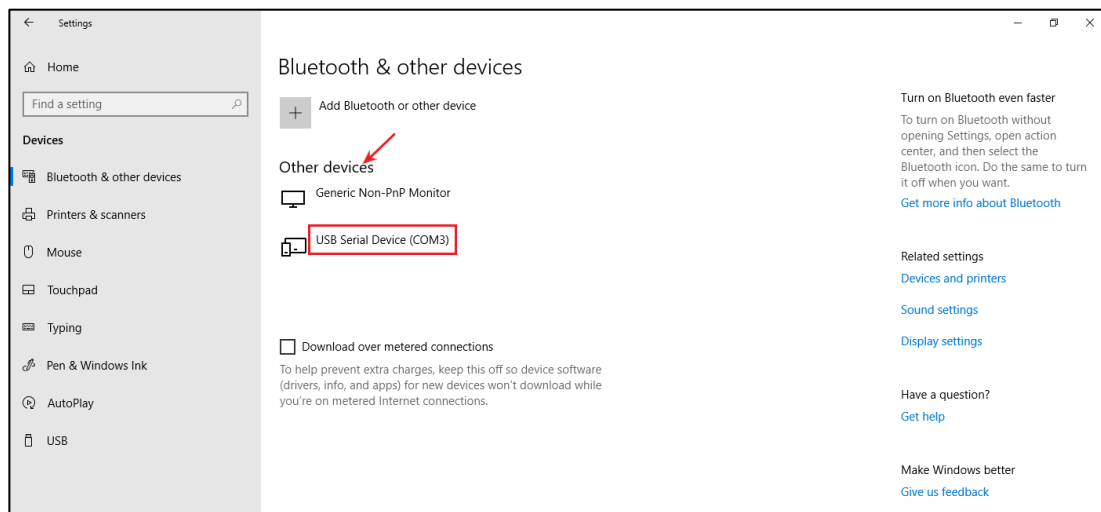 Settings
Home
Find a setting
Devices
Bluetooth & other devices
Printers & scanners
Mouse
Touchpad
Typing
Pen & Windows Ink
AutoPlay
USB
Bluetooth & other devices
Add Bluetooth or other device
Other devices
Generic Non-PnP Monitor
USB Serial Device (COM3)
Download over metered connections
To help prevent extra charges, keep this off so device software
(drivers, info, and apps) for new devices won't download while
you're on metered Internet connections.
Turn on Bluetooth even faster
To turn on Bluetooth without
opening Settings, open action
center, and then select the
Bluetooth icon. Do the same to turn
it off when you want.
Get more info about Bluetooth
Related settings
Devices and printers
Sound settings
Display settings
Have a question?
Get help
Make Windows better
Give us feedback